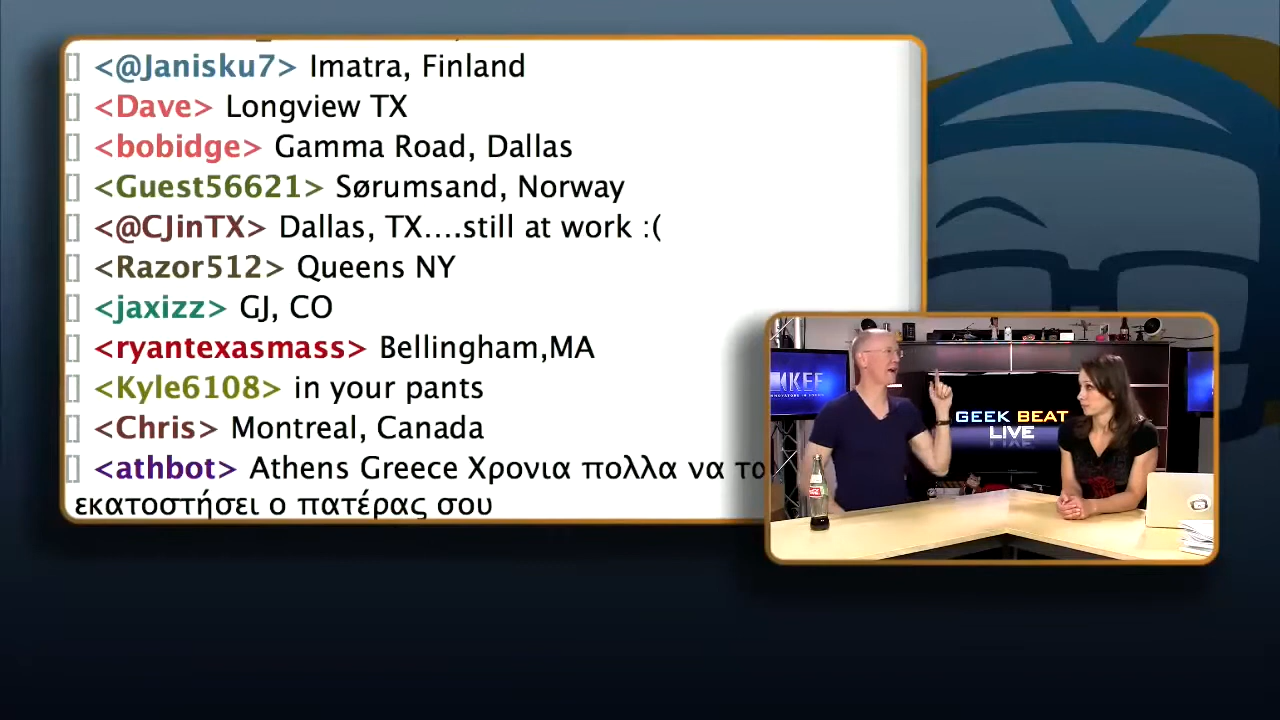 [] <@Janisku7> Imatra, Finland
[] <Dave> Longview TX
[] <bobidge> Gamma Road, Dallas
[] <Guest56621> Sørumsand, Norway
[] <@CJinTX> Dallas, TX....still at work :(
[] <Razor512> Queens NY
[] <jaxizz> GJ, CO
[] <ryantexasmass> Bellingham,MA
[] <Kyle6108> in your pants
[] <Chris> Montreal, Canada
[] <athbot> Athens Greece Χρονια πολλα να τα
εκατοστήσει ο πατέρας σου
GEEK BEAT
LIVE